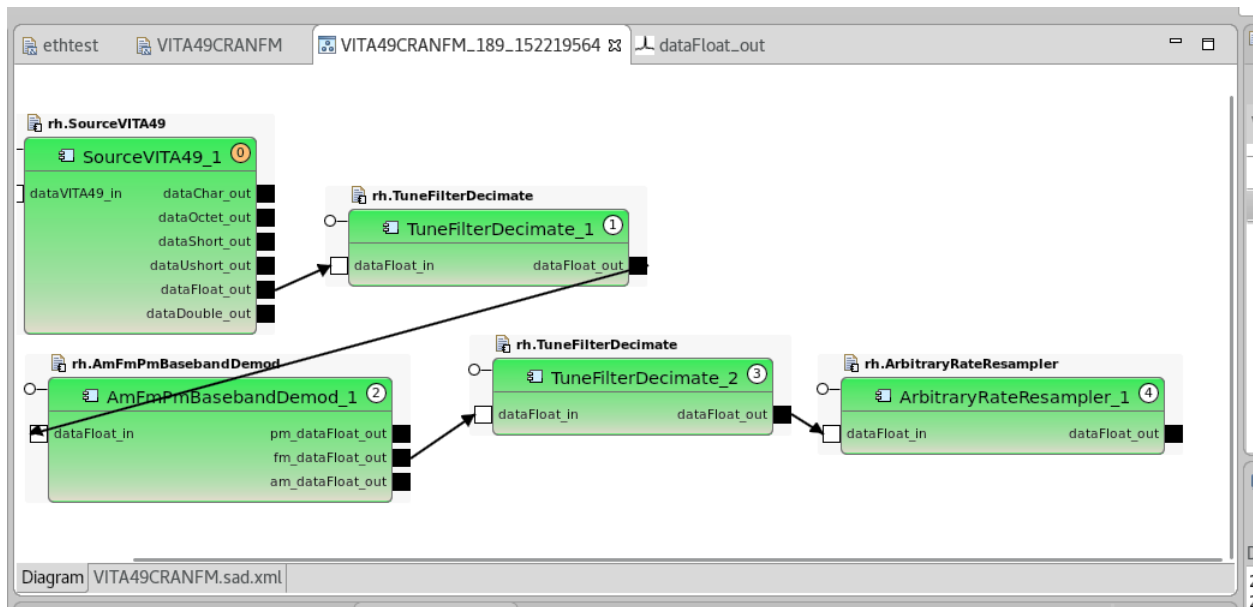 ethtest VITA49CRANFM VITA49CRANFM_189_152219564 dataFloat_out
rh.SourceVITA49
SourceVITA49_1 0
dataVITA49_in dataChar_out
dataOctet_out
dataShort_out
dataUshort_out
dataFloat_out
dataDouble_out
rh.TuneFilterDecimate
TuneFilterDecimate_1 1
dataFloat_in dataFloat_out
rh.AmFmPmBasebandDemod
AmFmPmBasebandDemod_1 2
dataFloat_in pm_dataFloat_out
fm_dataFloat_out
am_dataFloat_out
rh.TuneFilterDecimate
TuneFilterDecimate_2 3
dataFloat_in dataFloat_out
rh.ArbitraryRateResampler
ArbitraryRateResampler_1 4
dataFloat_in dataFloat_out
Diagram VITA49CRANFM.sad.xml